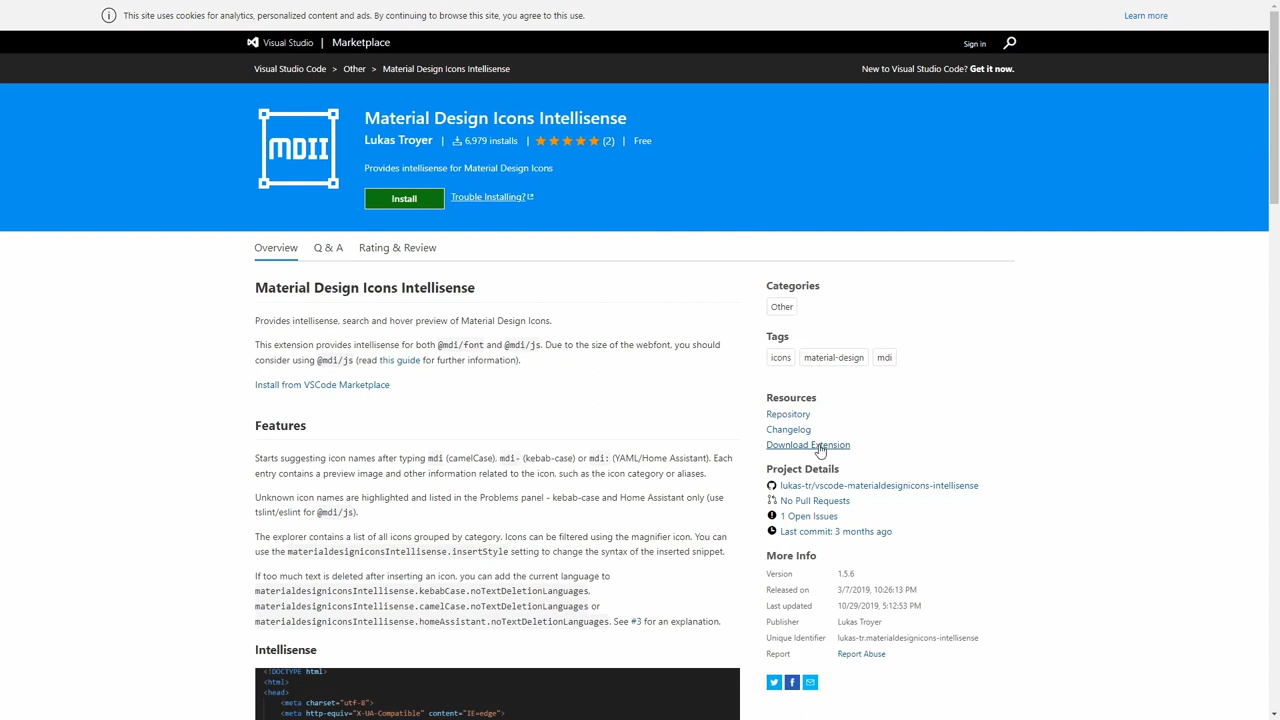 This site uses cookies for analytics, personalized content and ads. By continuing to browse this site, you agree to this use.
Learn more
Visual Studio | Marketplace
Sign in
Visual Studio Code > Other > Material Design Icons Intellisense
New to Visual Studio Code? Get it now.
MDII
Material Design Icons Intellisense
Lukas Troyer | 6,979 installs | (2) | Free
Provides intellisense for Material Design Icons
Install
Trouble Installing?
Overview Q & A Rating & Review
Material Design Icons Intellisense
Provides intellisense, search and hover preview of Material Design Icons.
This extension provides intellisense for both @mdi/font and @mdi/js. Due to the size of the webfont, you should
consider using @mdi/js (read this guide for further information).
Install from VSCode Marketplace
Features
Starts suggesting icon names after typing mdi (camelCase), mdi- (kebab-case) or mdi: (YAML/Home Assistant). Each
entry contains a preview image and other information related to the icon, such as the icon category or aliases.
Unknown icon names are highlighted and listed in the Problems panel - kebab-case and Home Assistant only (use
tslint/eslint for @mdi/js).
The explorer contains a list of all icons grouped by category. Icons can be filtered using the magnifier icon. You can
use the materialdesigniconsIntellisense.insertStyle setting to change the syntax of the inserted snippet.
If too much text is deleted after inserting an icon, you can add the current language to
materialdesigniconsIntellisense.kebabCase.noTextDeletionLanguages,
materialdesigniconsIntellisense.camelCase.noTextDeletionLanguages or
materialdesigniconsIntellisense.homeAssistant.noTextDeletionLanguages. See #3 for an explanation.
Intellisense
<!DOCTYPE html>
<html>
<head>
<meta charset="utf-8">
<meta http-equiv="X-UA-Compatible" content="IE=edge">
Categories
Other
Tags
icons material-design mdi
Resources
Repository
Changelog
Download Extension
Project Details
lukas-tr/vscode-materialdesignicons-intellisense
No Pull Requests
1 Open Issues
Last commit: 3 months ago
More Info
Version 1.5.6
Released on 3/7/2019, 10:26:13 PM
Last updated 10/29/2019, 5:12:53 PM
Publisher Lukas Troyer
Unique Identifier lukas-tr.materialdesignicons-intellisense
Report Report Abuse